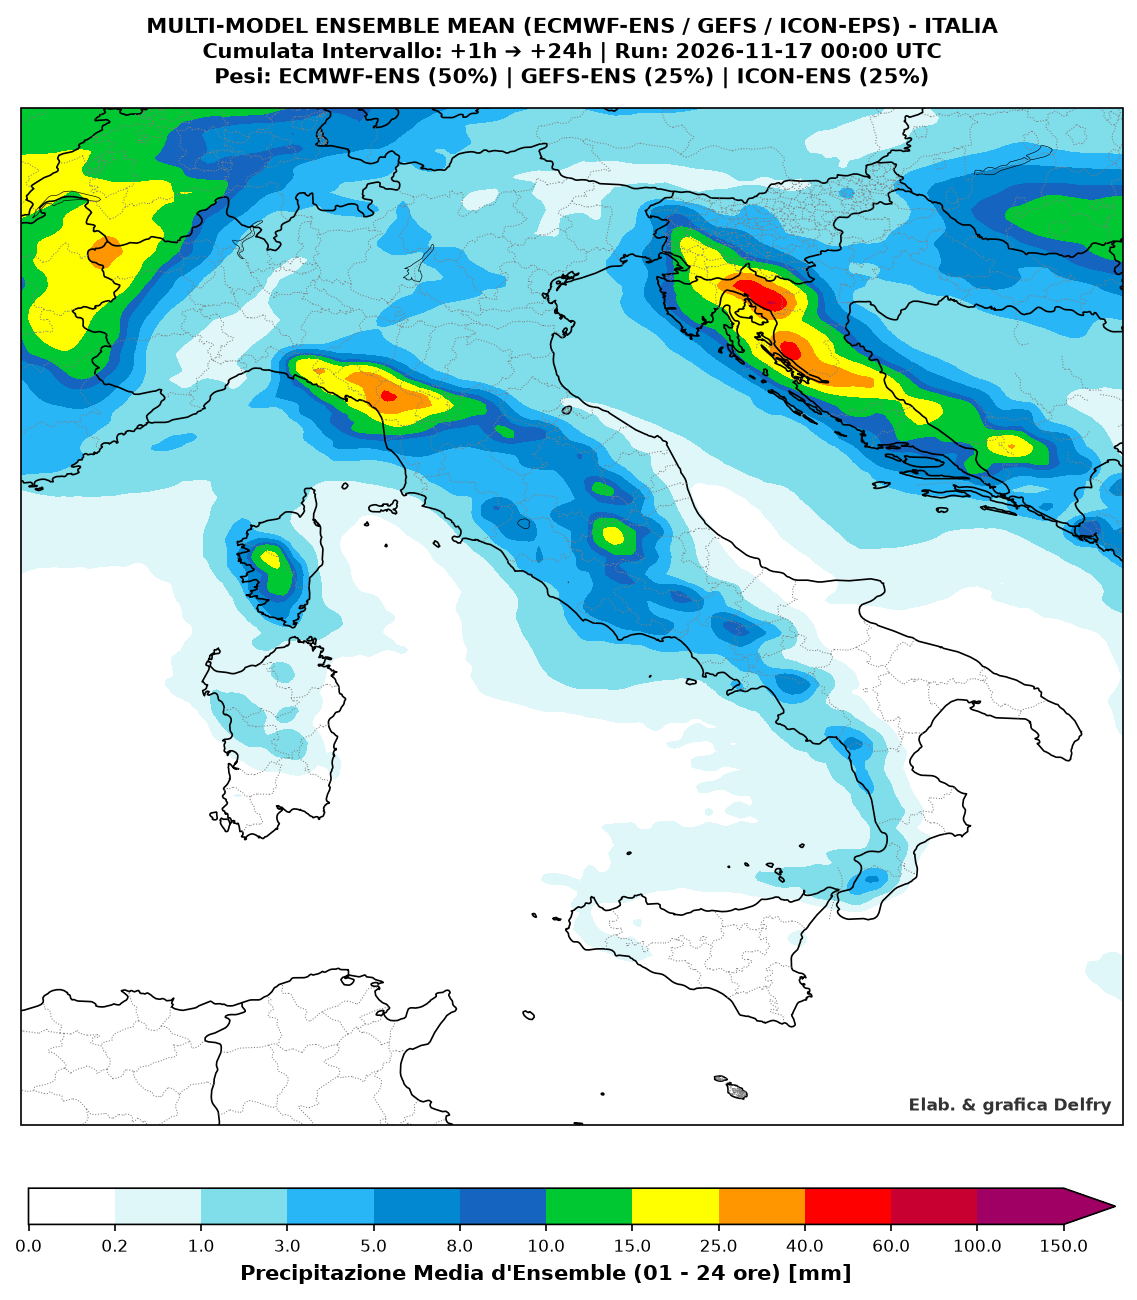 MULTI-MODEL ENSEMBLE MEAN (ECMWF-ENS / GEFS / ICON-EPS) - ITALIA
Cumulata Intervallo: +1h → +24h | Run: 2026-11-17 00:00 UTC
Pesi: ECMWF-ENS (50%) | GEFS-ENS (25%) | ICON-ENS (25%)
Elab. & grafica Delfry
0.0 0.2 1.0 3.0 5.0 8.0 10.0 15.0 25.0 40.0 60.0 100.0 150.0
Precipitazione Media d'Ensemble (01 - 24 ore) [mm]